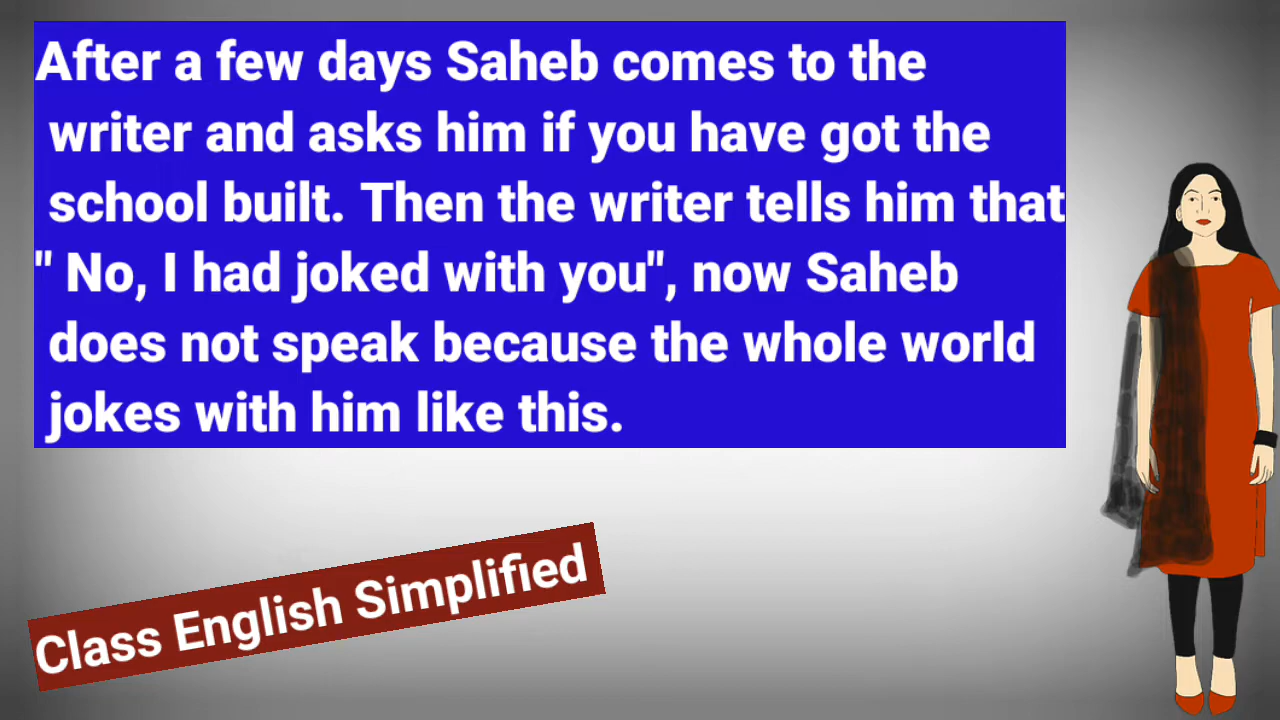 After a few days Saheb comes to the
writer and asks him if you have got the
school built. Then the writer tells him that
" No, I had joked with you", now Saheb
does not speak because the whole world
jokes with him like this.
Class English Simplified